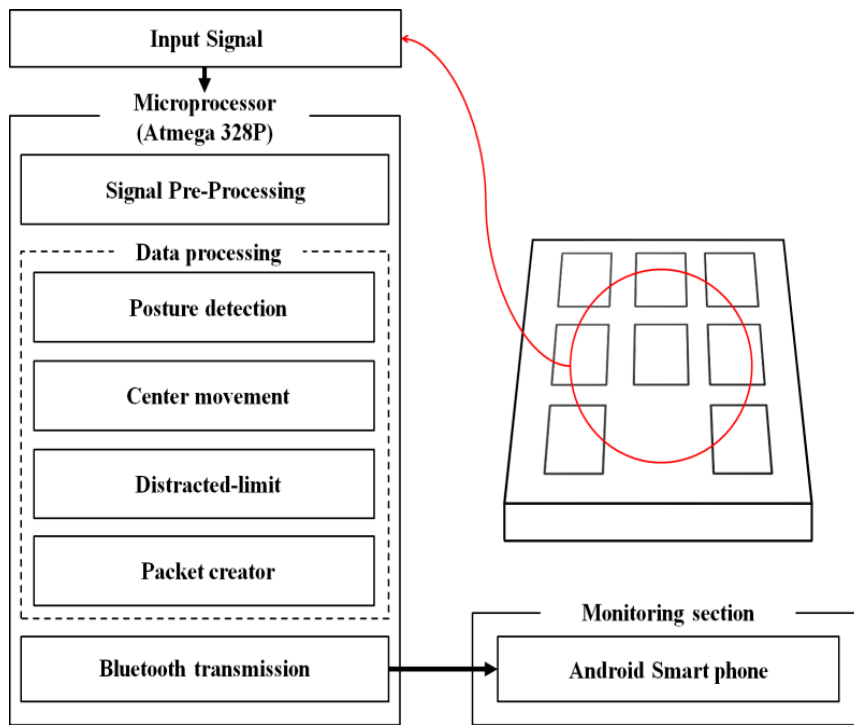 Input Signal
Microprocessor
(Atmega 328P)
Signal Pre-Processing
Data processing
Posture detection
Center movement
Distracted-limit
Packet creator
Bluetooth transmission
Monitoring section
Android Smart phone